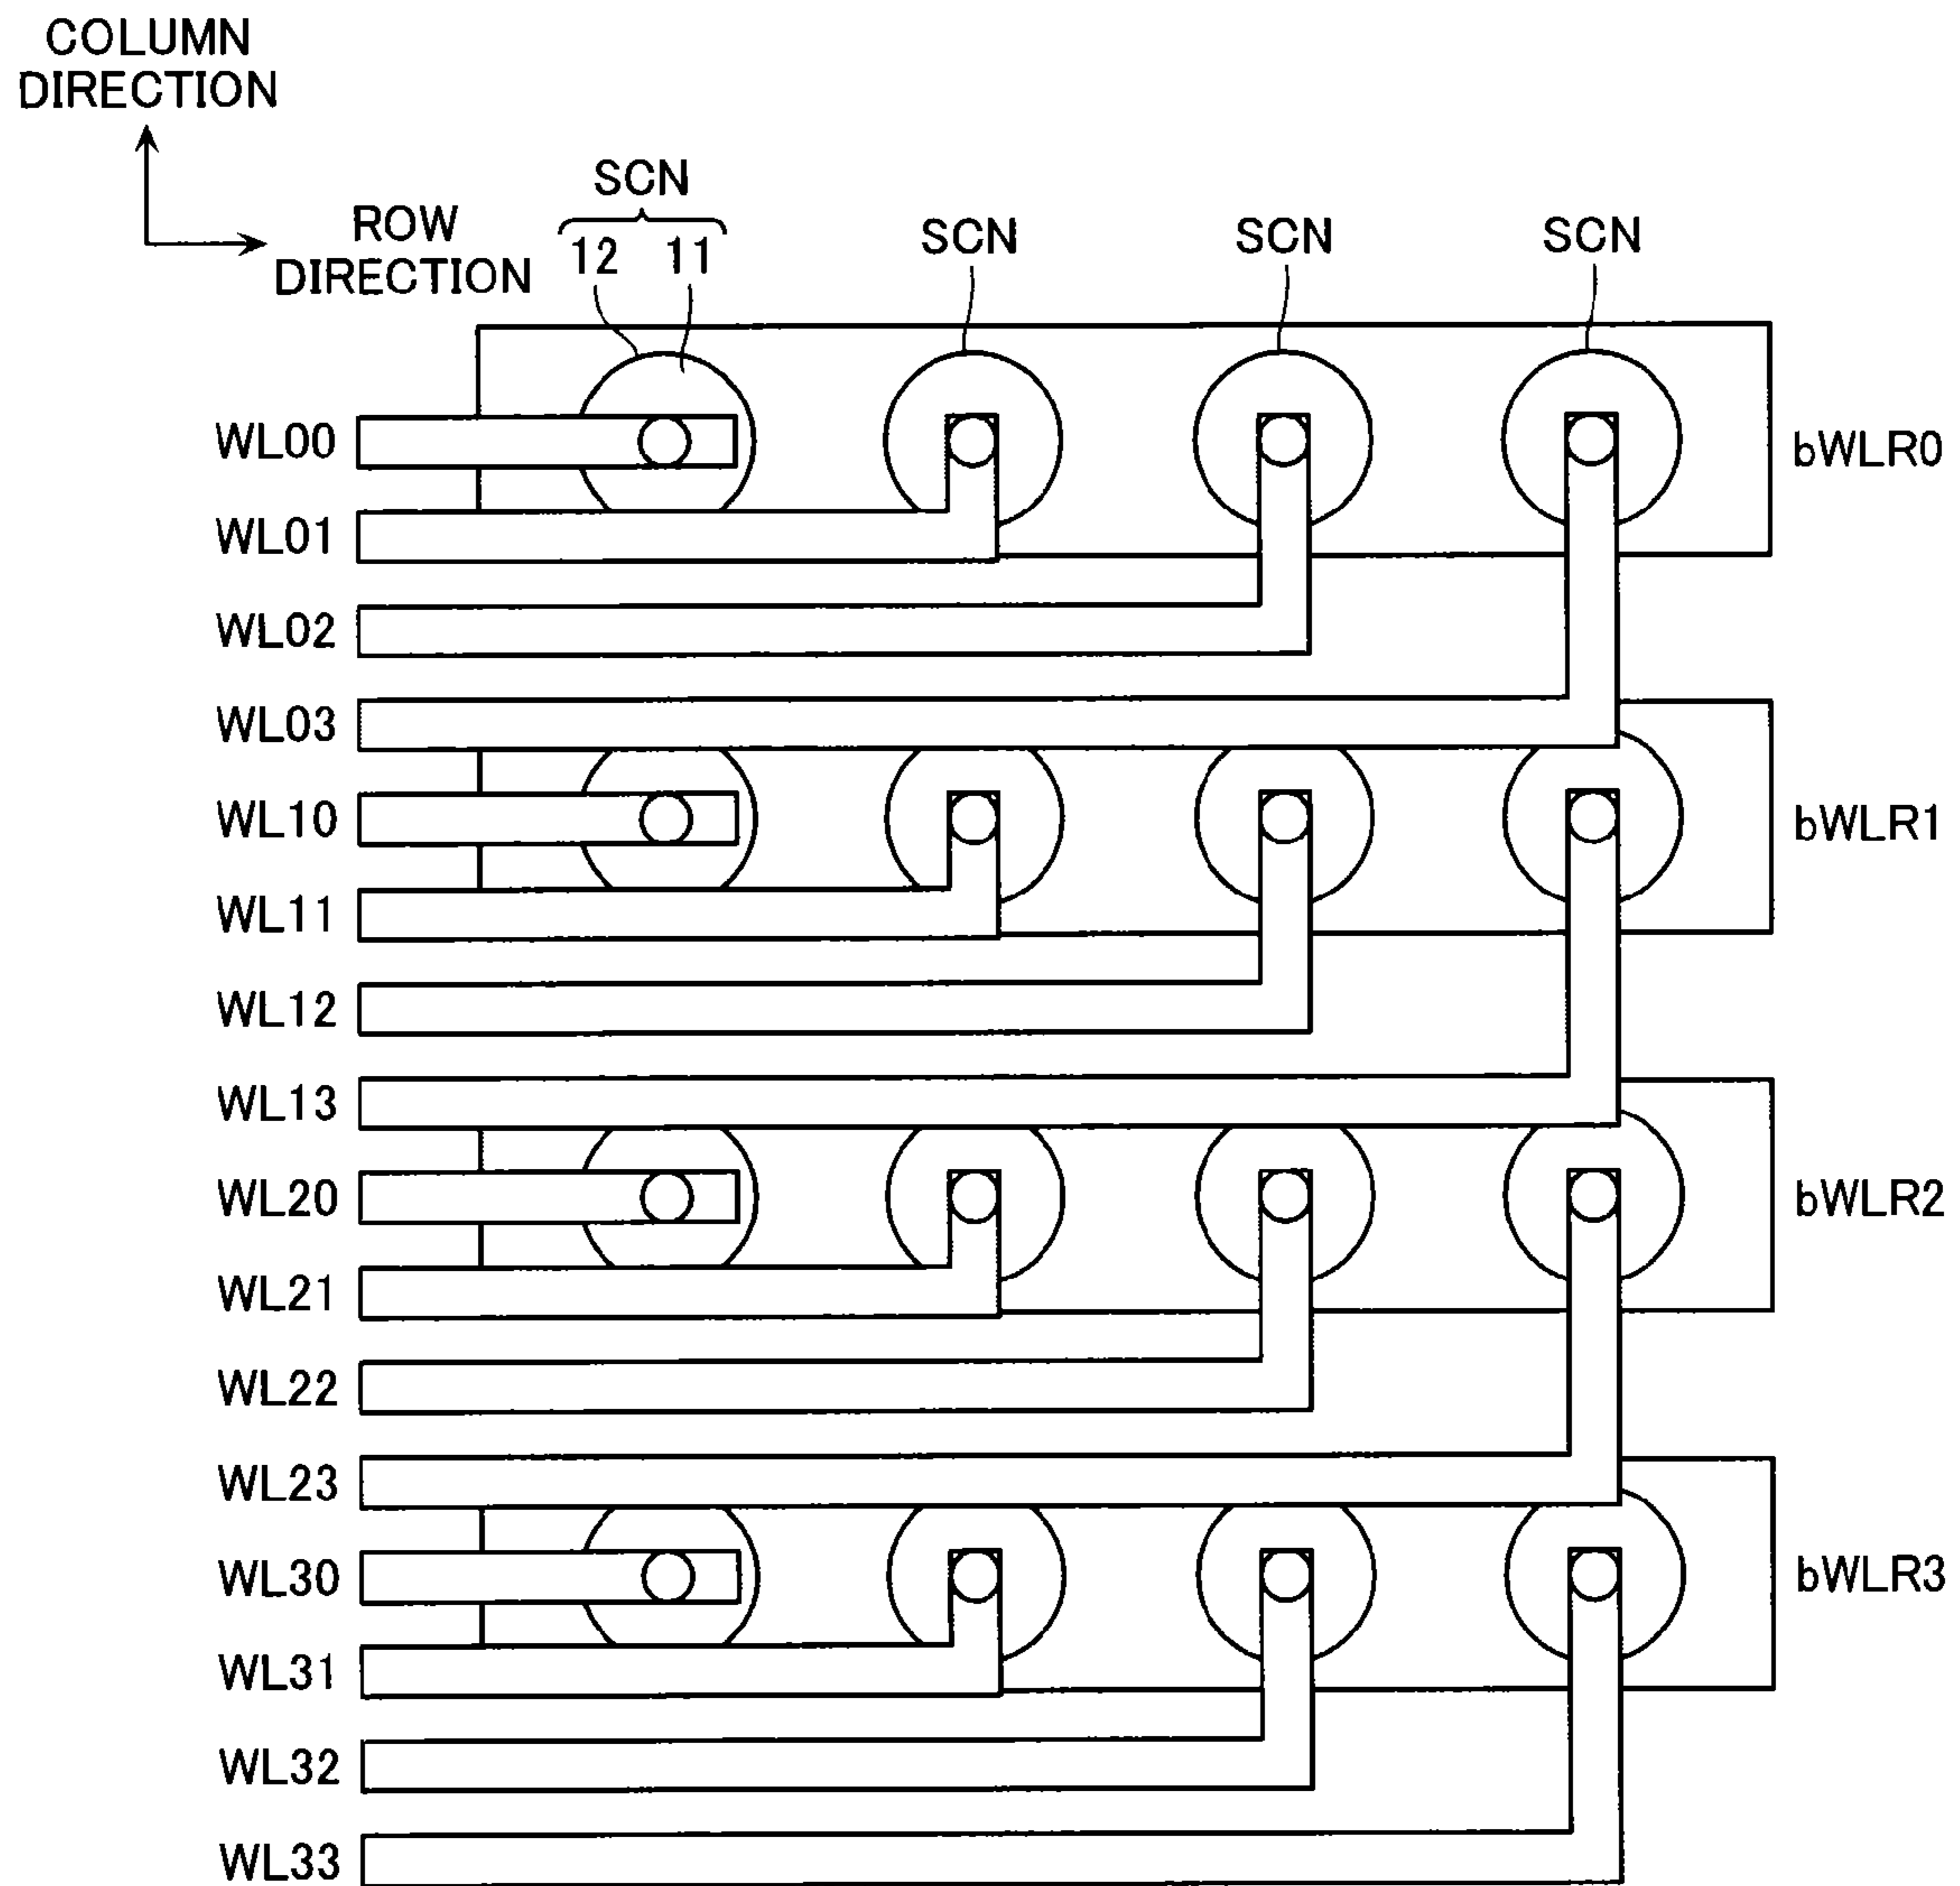 COLUMN
DIRECTION
ROW
DIRECTION
SCN
12 11
SCN
SCN
SCN
WL00
bWLR0
WL01
WL02
WL03
WL10
bWLR1
WL11
WL12
WL13
WL20
bWLR2
WL21
WL22
WL23
WL30
bWLR3
WL31
WL32
WL33